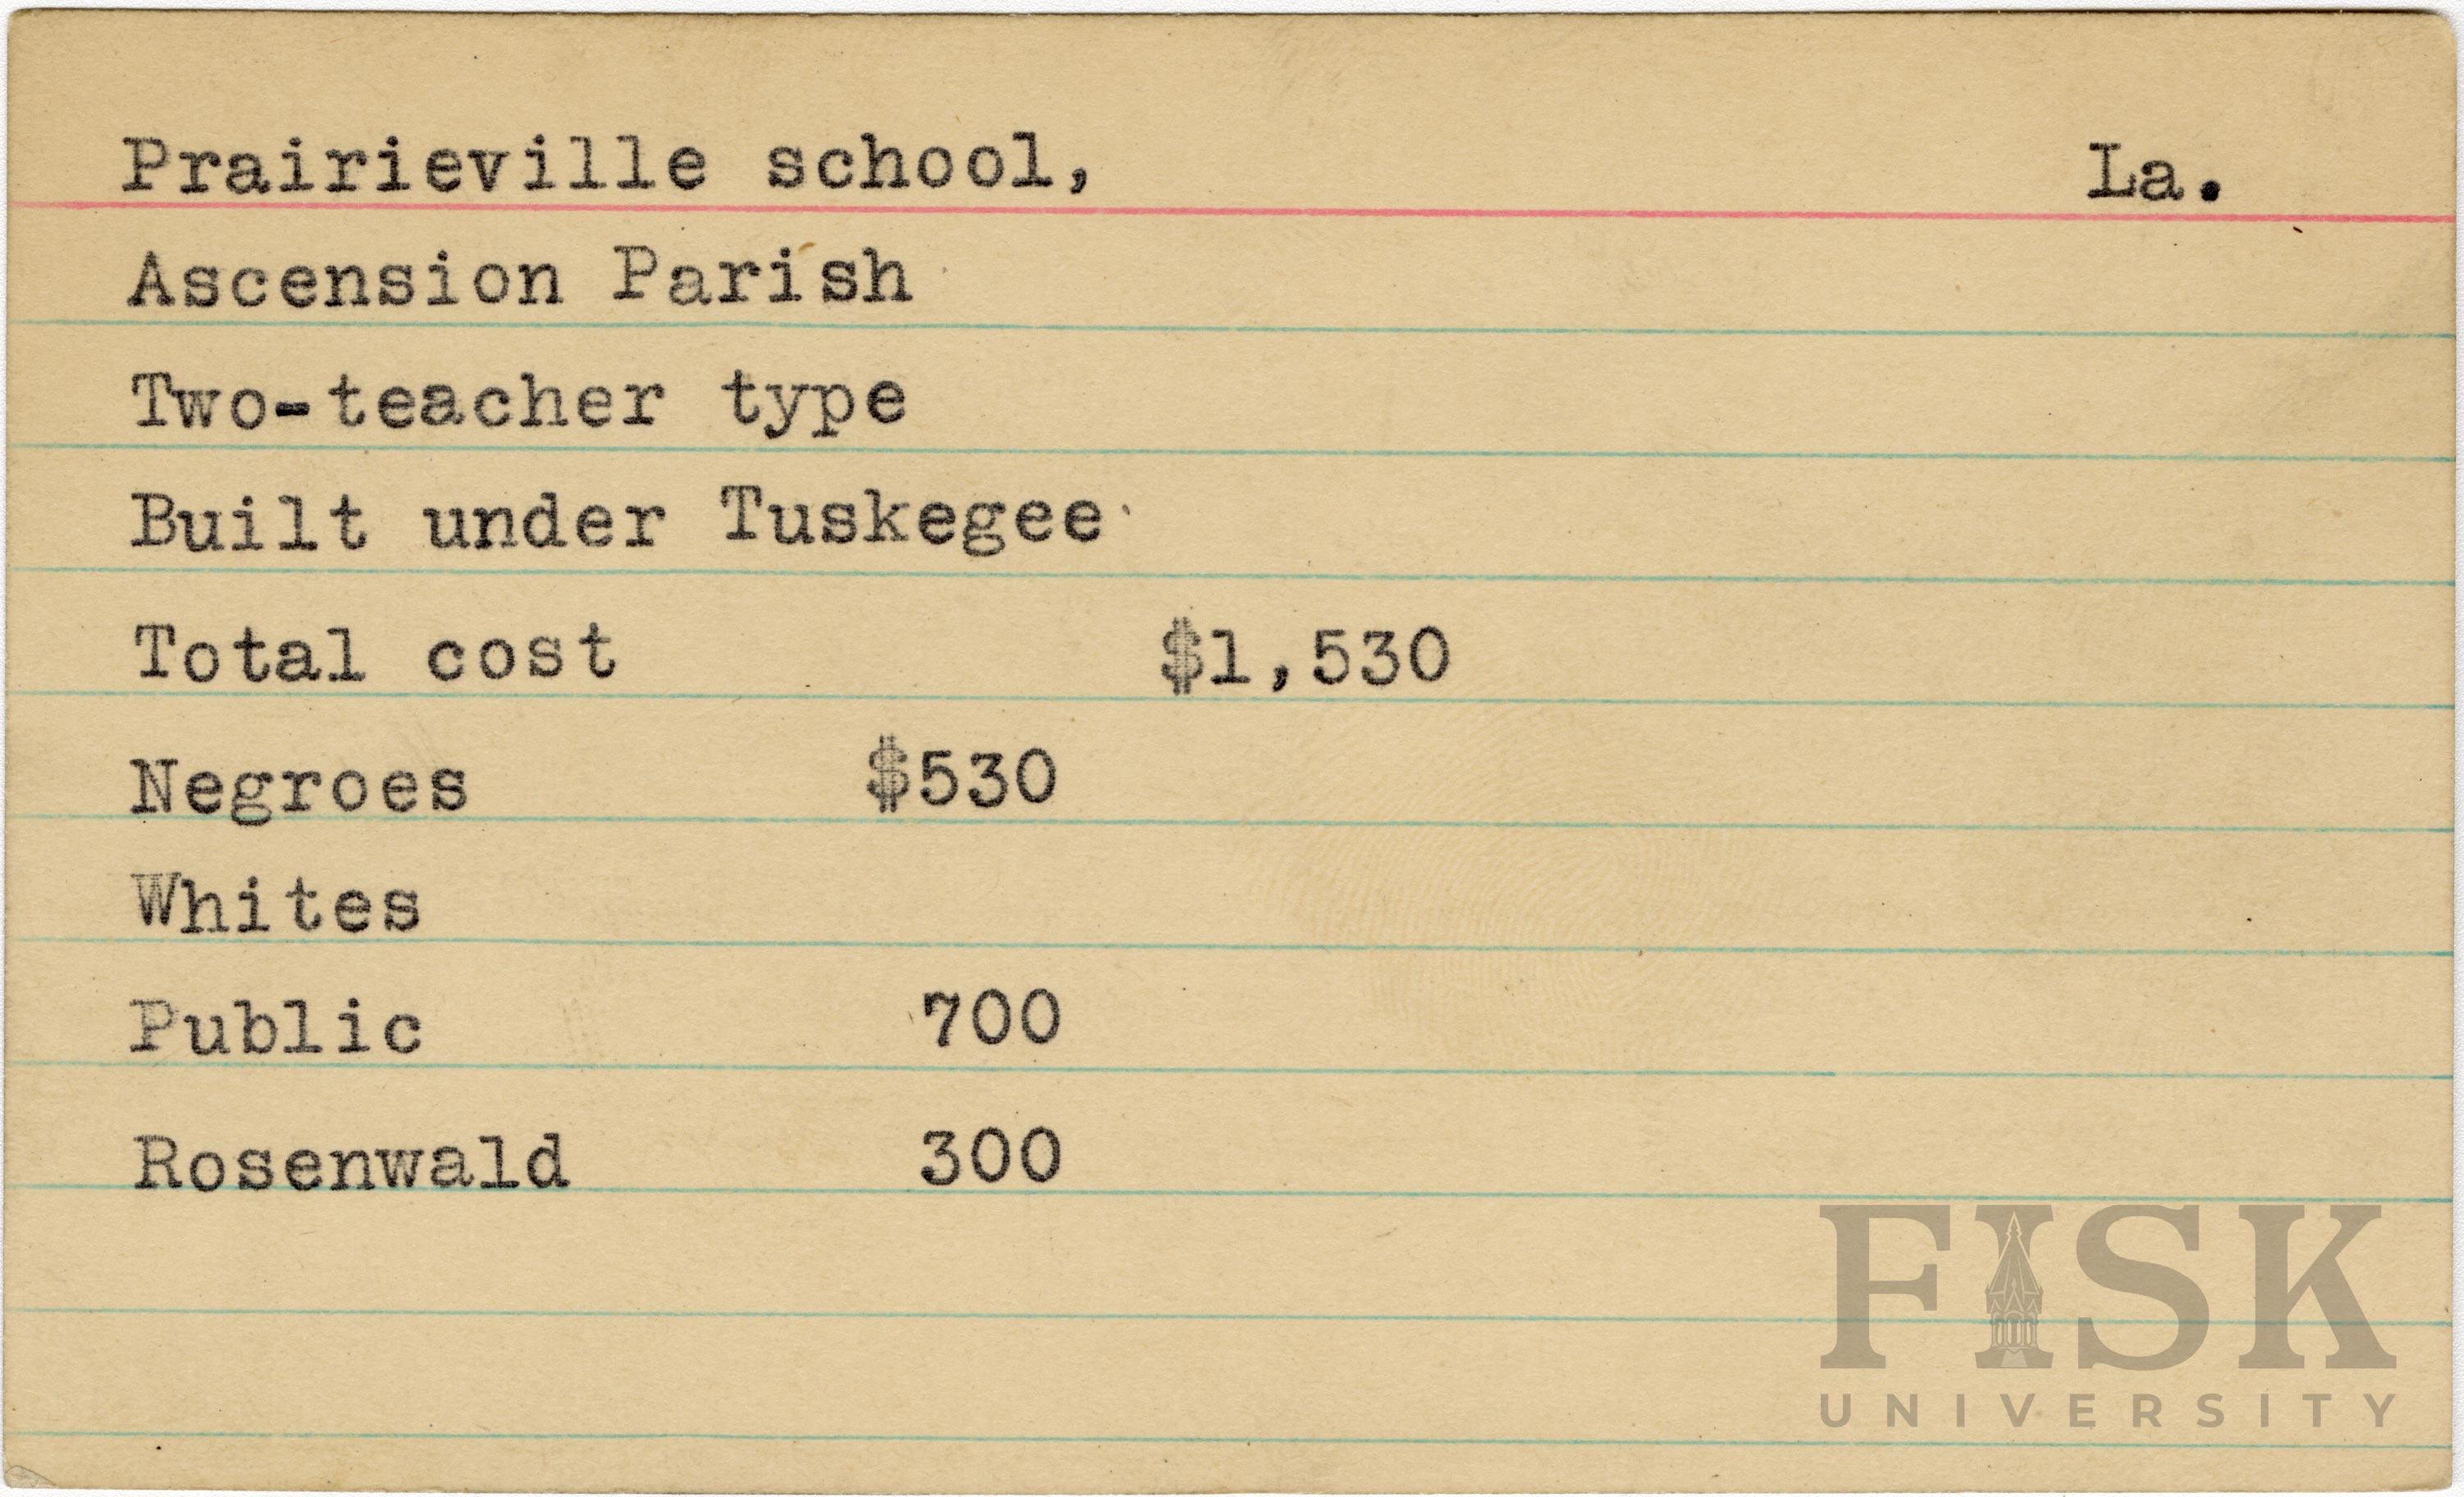 Prairieville school, La.
Ascension Parish
Two-teacher type
Built under Tuskegee
Total cost $1,530
Negroes $530
Whites
Public 700
Rosenwald 300
FISK
UNIVERSITY